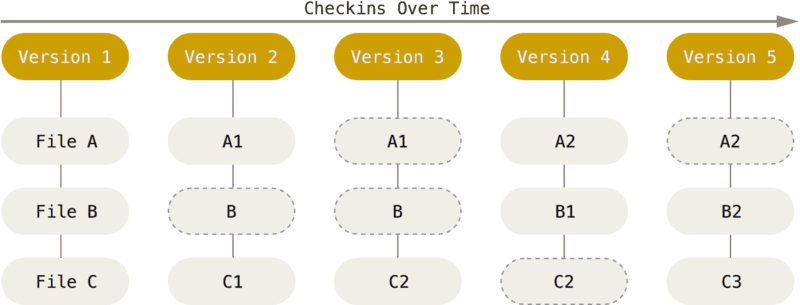 Checkins Over Time
Version 1 Version 2 Version 3 Version 4 Version 5
File A A1 A1 A2 A2
File B B B B1 B2
File C C1 C2 C2 C3